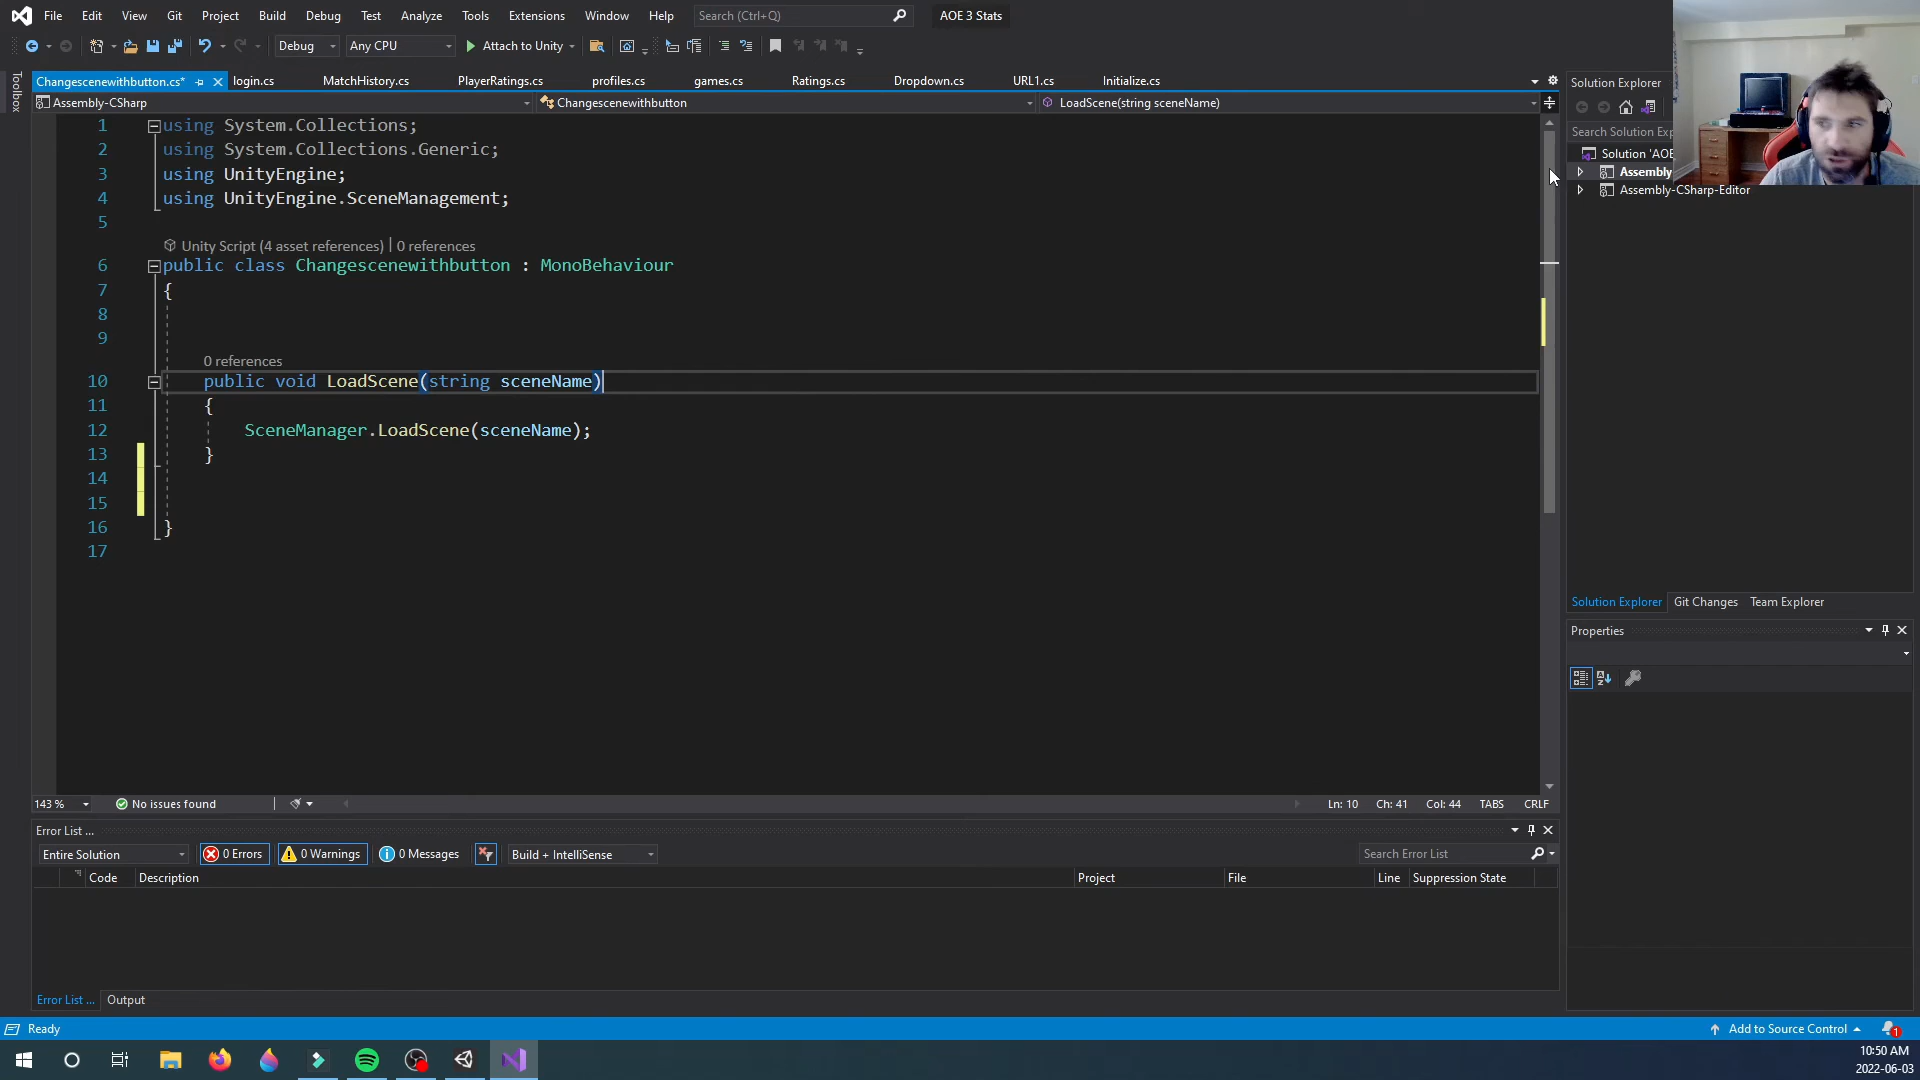 File Edit View Git Project Build Debug Test Analyze Tools Extensions Window Help Search (Ctrl+Q) AOE 3 Stats
Debug Any CPU Attach to Unity
Changescenewithbutton.cs* login.cs MatchHistory.cs PlayerRatings.cs profiles.cs games.cs Ratings.cs Dropdown.cs URL1.cs Initialize.cs
Toolbox
Assembly-CSharp Changescenewithbutton LoadScene(string sceneName)
1 using System.Collections;
2 using System.Collections.Generic;
3 using UnityEngine;
4 using UnityEngine.SceneManagement;
5
Unity Script (4 asset references) | 0 references
6 public class Changescenewithbutton : MonoBehaviour
7 {
8
9
0 references
10 public void LoadScene(string sceneName)
11 {
12 SceneManager.LoadScene(sceneName);
13 }
14
15
16 }
17
143 % No issues found Ln: 10 Ch: 41 Col: 44 TABS CRLF
Error List ...
Entire Solution 0 Errors 0 Warnings 0 Messages Build + IntelliSense Search Error List
Code Description Project File Line Suppression State
Error List ... Output
Solution Explorer
Search Solution Exp
Solution 'AOE
Assembly
Assembly-CSharp-Editor
Solution Explorer Git Changes Team Explorer
Properties
Ready Add to Source Control 1
10:50 AM
2022-06-03